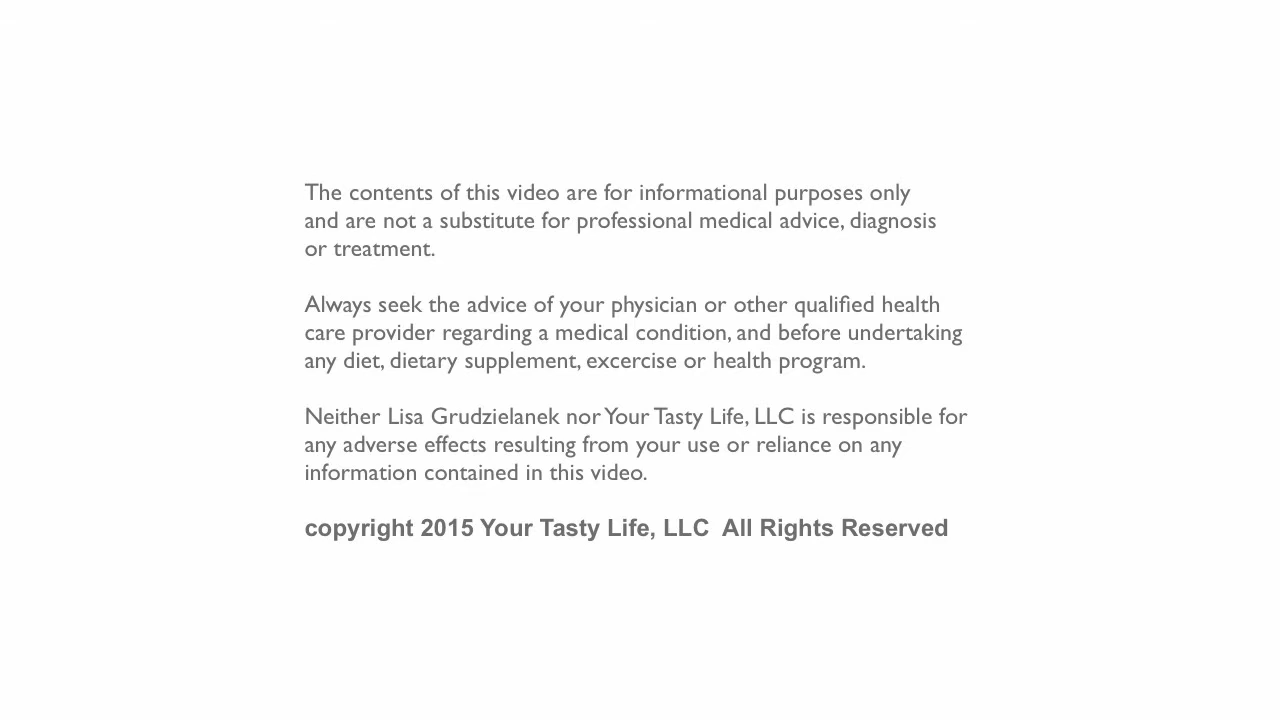 The contents of this video are for informational purposes only
and are not a substitute for professional medical advice, diagnosis
or treatment.
Always seek the advice of your physician or other qualified health
care provider regarding a medical condition, and before undertaking
any diet, dietary supplement, excercise or health program.
Neither Lisa Grudzielanek nor Your Tasty Life, LLC is responsible for
any adverse effects resulting from your use or reliance on any
information contained in this video.
copyright 2015 Your Tasty Life, LLC  All Rights Reserved